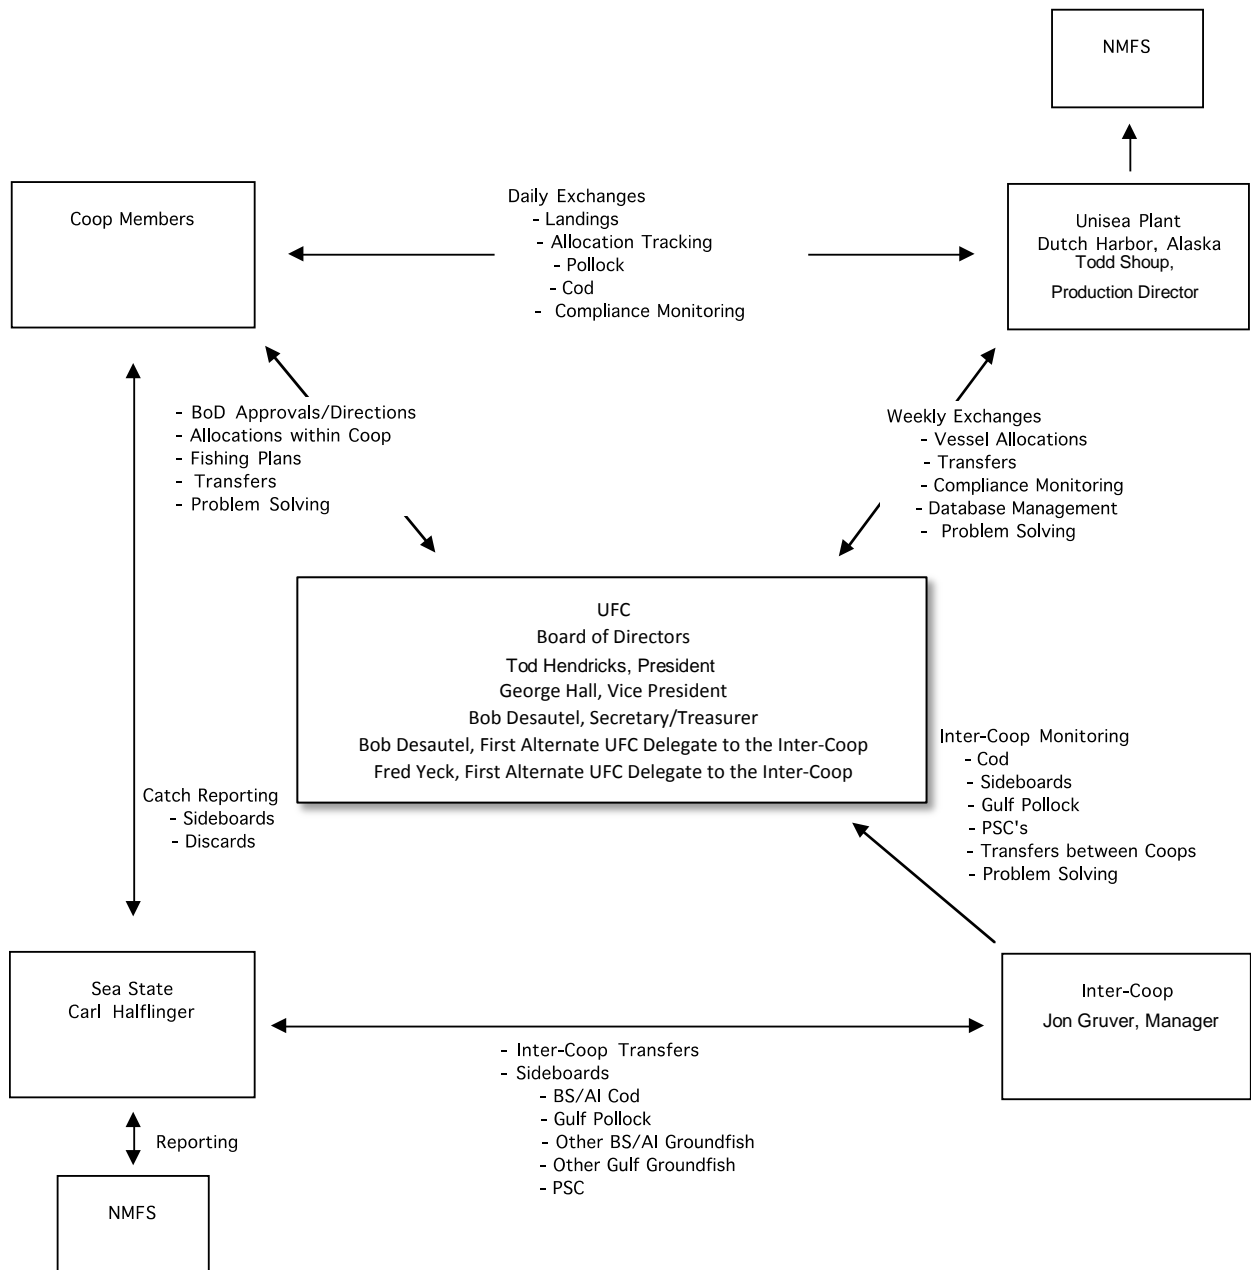 NMFS
Coop Members
Daily Exchanges
- Landings
- Allocation Tracking
- Pollock
- Cod
- Compliance Monitoring
Unisea Plant
Dutch Harbor, Alaska
Todd Shoup,
Production Director
- BoD Approvals/Directions
- Allocations within Coop
- Fishing Plans
- Transfers
- Problem Solving
Weekly Exchanges
- Vessel Allocations
- Transfers
- Compliance Monitoring
- Database Management
- Problem Solving
UFC
Board of Directors
Tod Hendricks, President
George Hall, Vice President
Bob Desautel, Secretary/Treasurer
Bob Desautel, First Alternate UFC Delegate to the Inter-Coop
Fred Yeck, First Alternate UFC Delegate to the Inter-Coop
Inter-Coop Monitoring
- Cod
- Sideboards
- Gulf Pollock
- PSC's
- Transfers between Coops
- Problem Solving
Catch Reporting
- Sideboards
- Discards
Sea State
Carl Halflinger
Inter-Coop
Jon Gruver, Manager
- Inter-Coop Transfers
- Sideboards
- BS/AI Cod
- Gulf Pollock
- Other BS/AI Groundfish
- Other Gulf Groundfish
- PSC
Reporting
NMFS